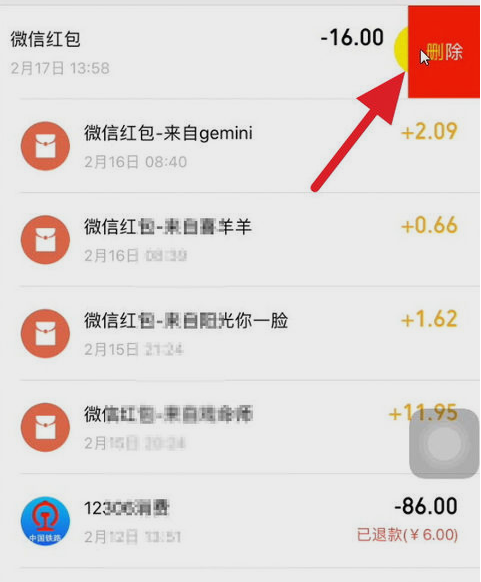 微信红包
-16.00
删除
2月17日 13:58
微信红包-来自gemini
+2.09
2月16日 08:40
微信红包-来自喜羊羊
+0.66
2月16日 08:39
微信红包-来自阳光你一脸
+1.62
2月15日 21:24
微信红包-来自
+11.95
2月15日 20:24
12306消费
-86.00
中国铁路
2月12日 13:51
已退款(￥6.00)